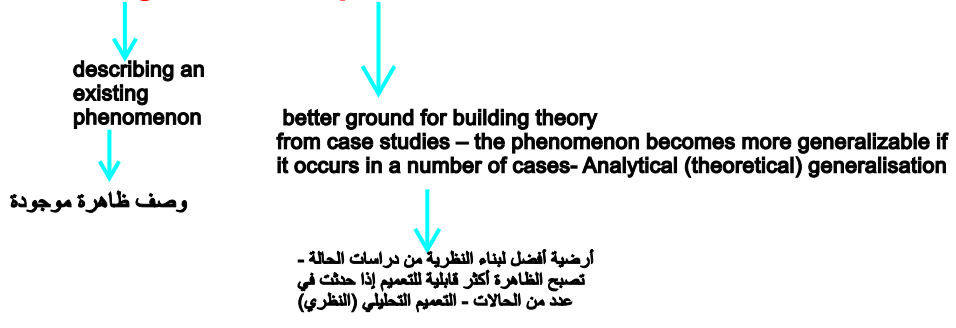 describing an
existing
phenomenon
وصف ظاهرة موجودة
better ground for building theory
from case studies – the phenomenon becomes more generalizable if
it occurs in a number of cases- Analytical (theoretical) generalisation
أرضية أفضل لبناء النظرية من دراسات الحالة -
تصبح الظاهرة أكثر قابلية للتعميم إذا حدثت في
عدد من الحالات - التعميم التحليلي (النظري)